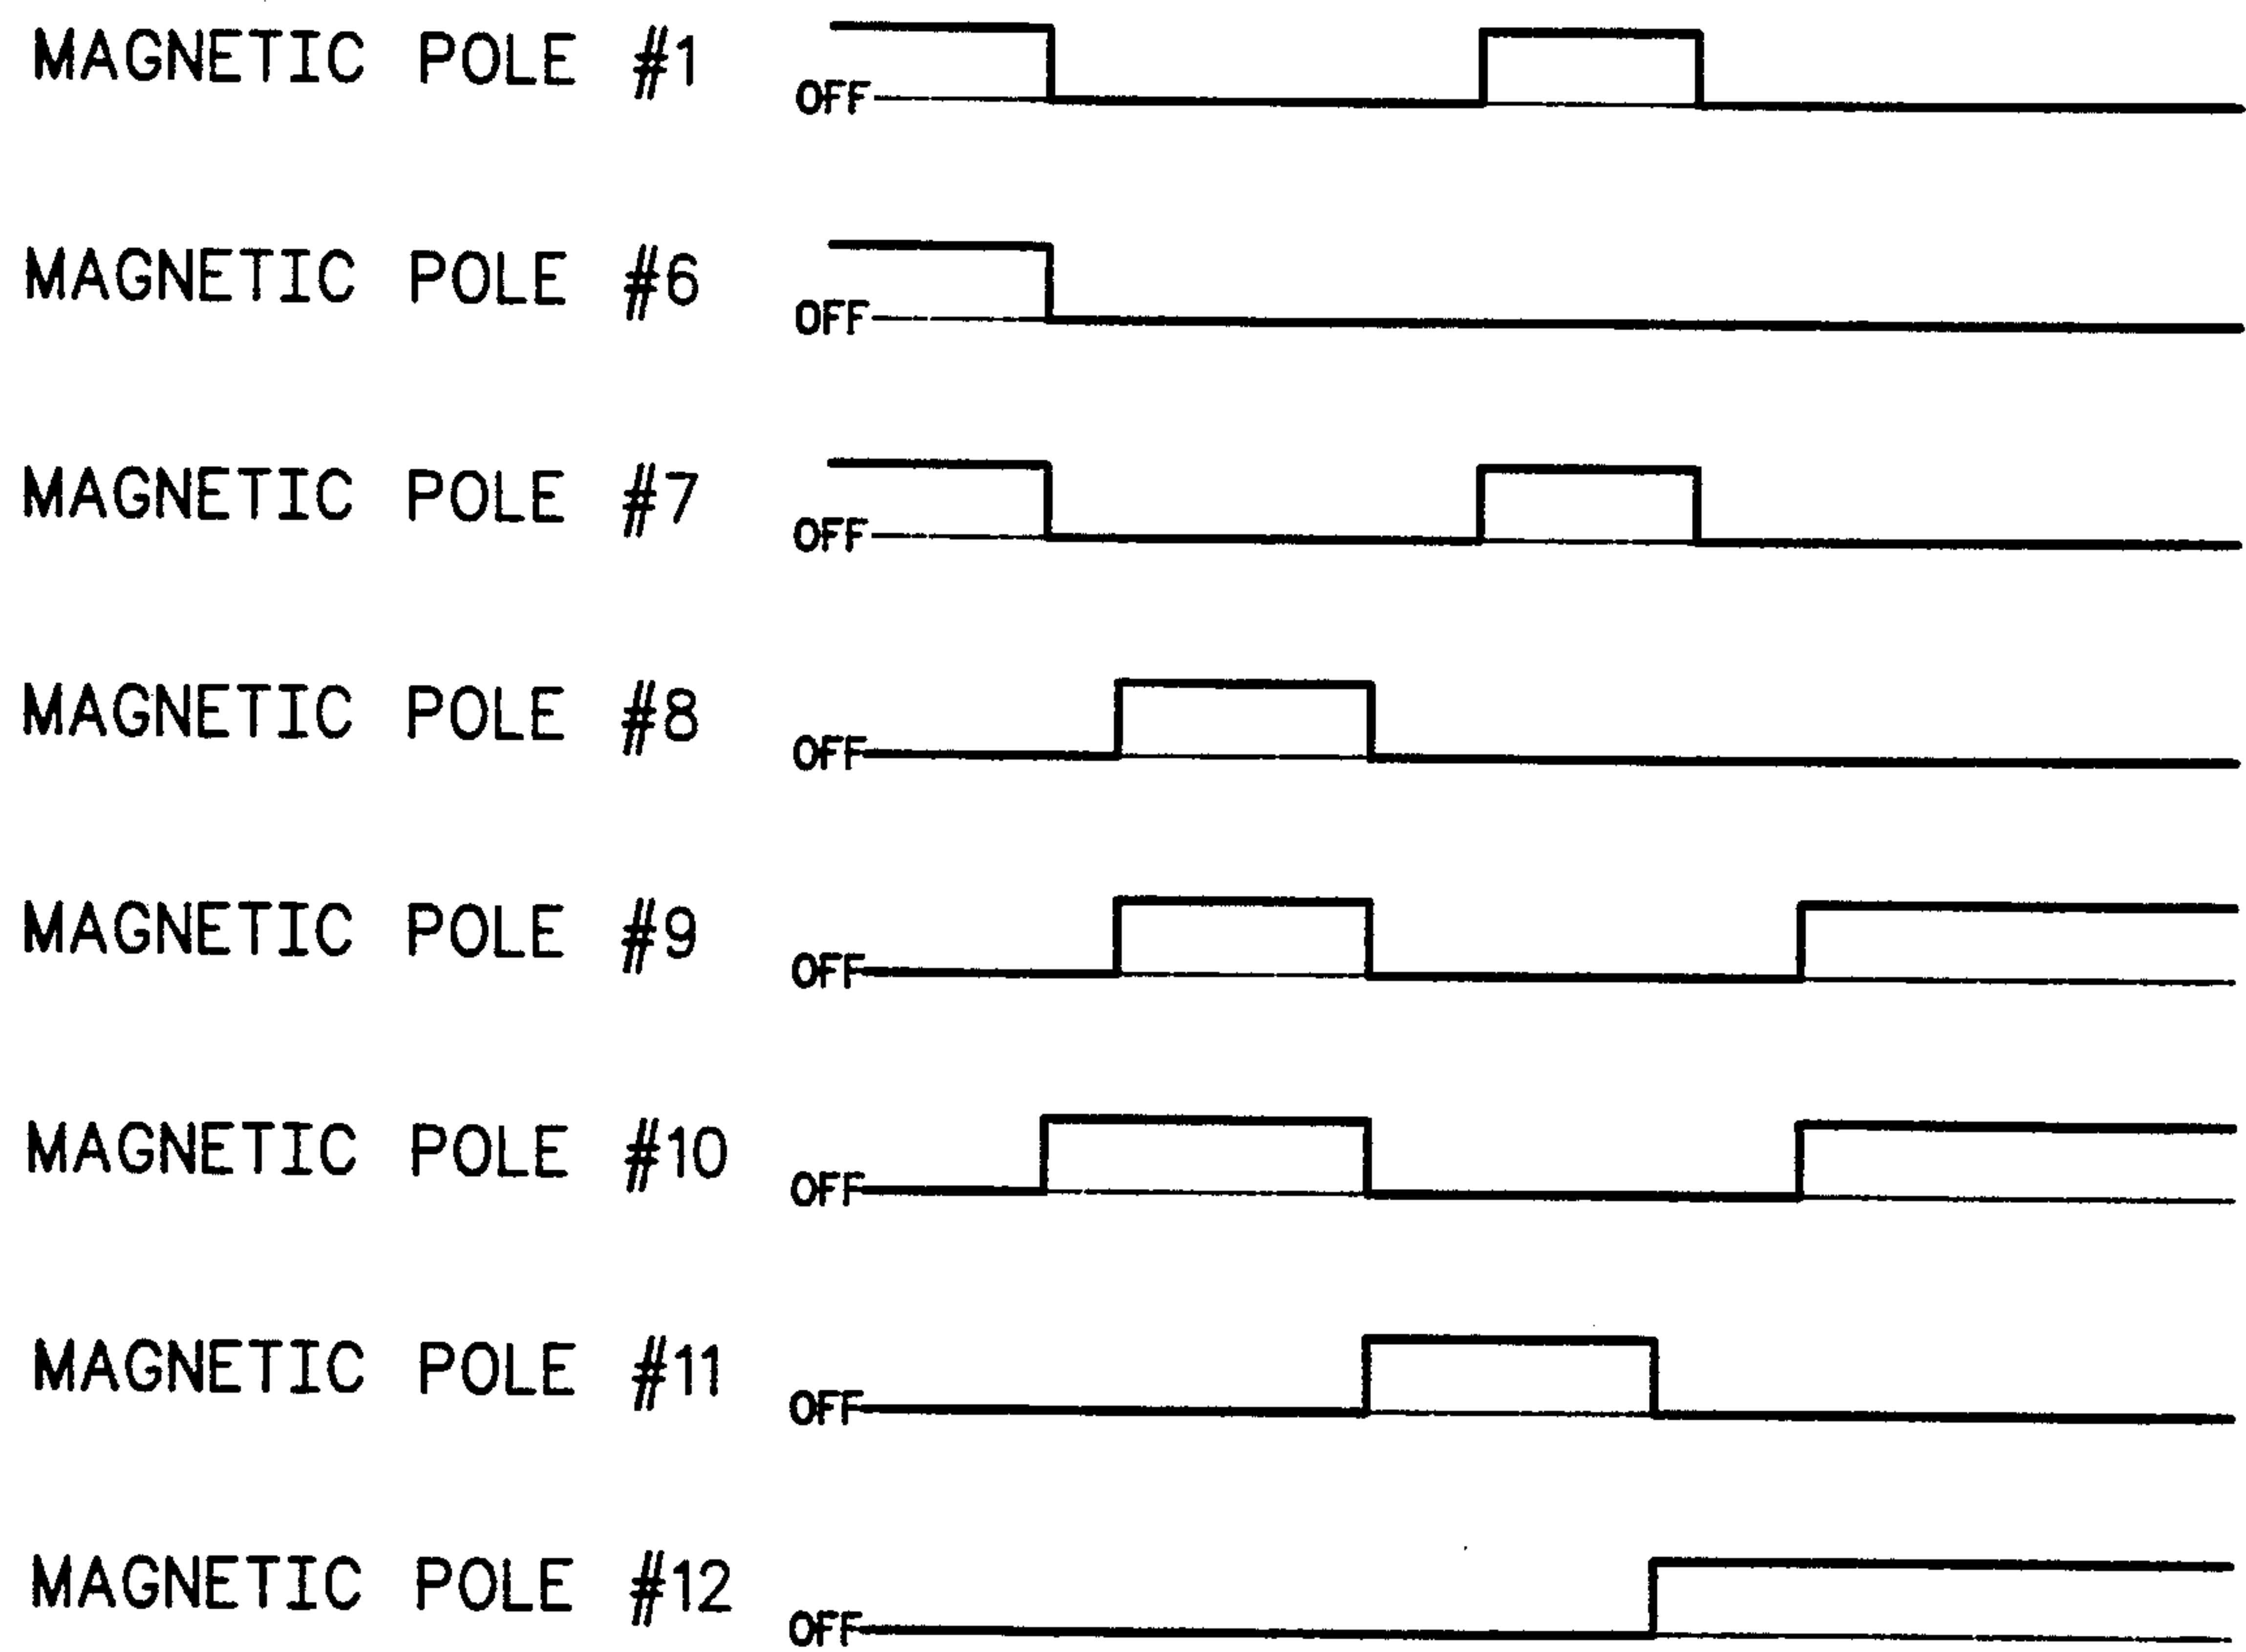 MAGNETIC POLE #1
OFF
MAGNETIC POLE #6
OFF
MAGNETIC POLE #7
OFF
MAGNETIC POLE #8
OFF
MAGNETIC POLE #9
OFF
MAGNETIC POLE #10
OFF
MAGNETIC POLE #11
OFF
MAGNETIC POLE #12
OFF